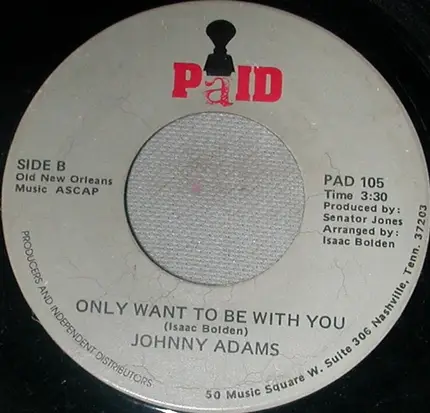 PaID
SIDE B
Old New Orleans
Music ASCAP
PAD 105
Time 3:30
Produced by:
Senator Jones
Arranged by:
Isaac Bolden
ONLY WANT TO BE WITH YOU
(Isaac Bolden)
JOHNNY ADAMS
PRODUCERS AND INDEPENDENT DISTRIBUTORS
50 Music Square W. Suite 306 Nashville, Tenn. 37203